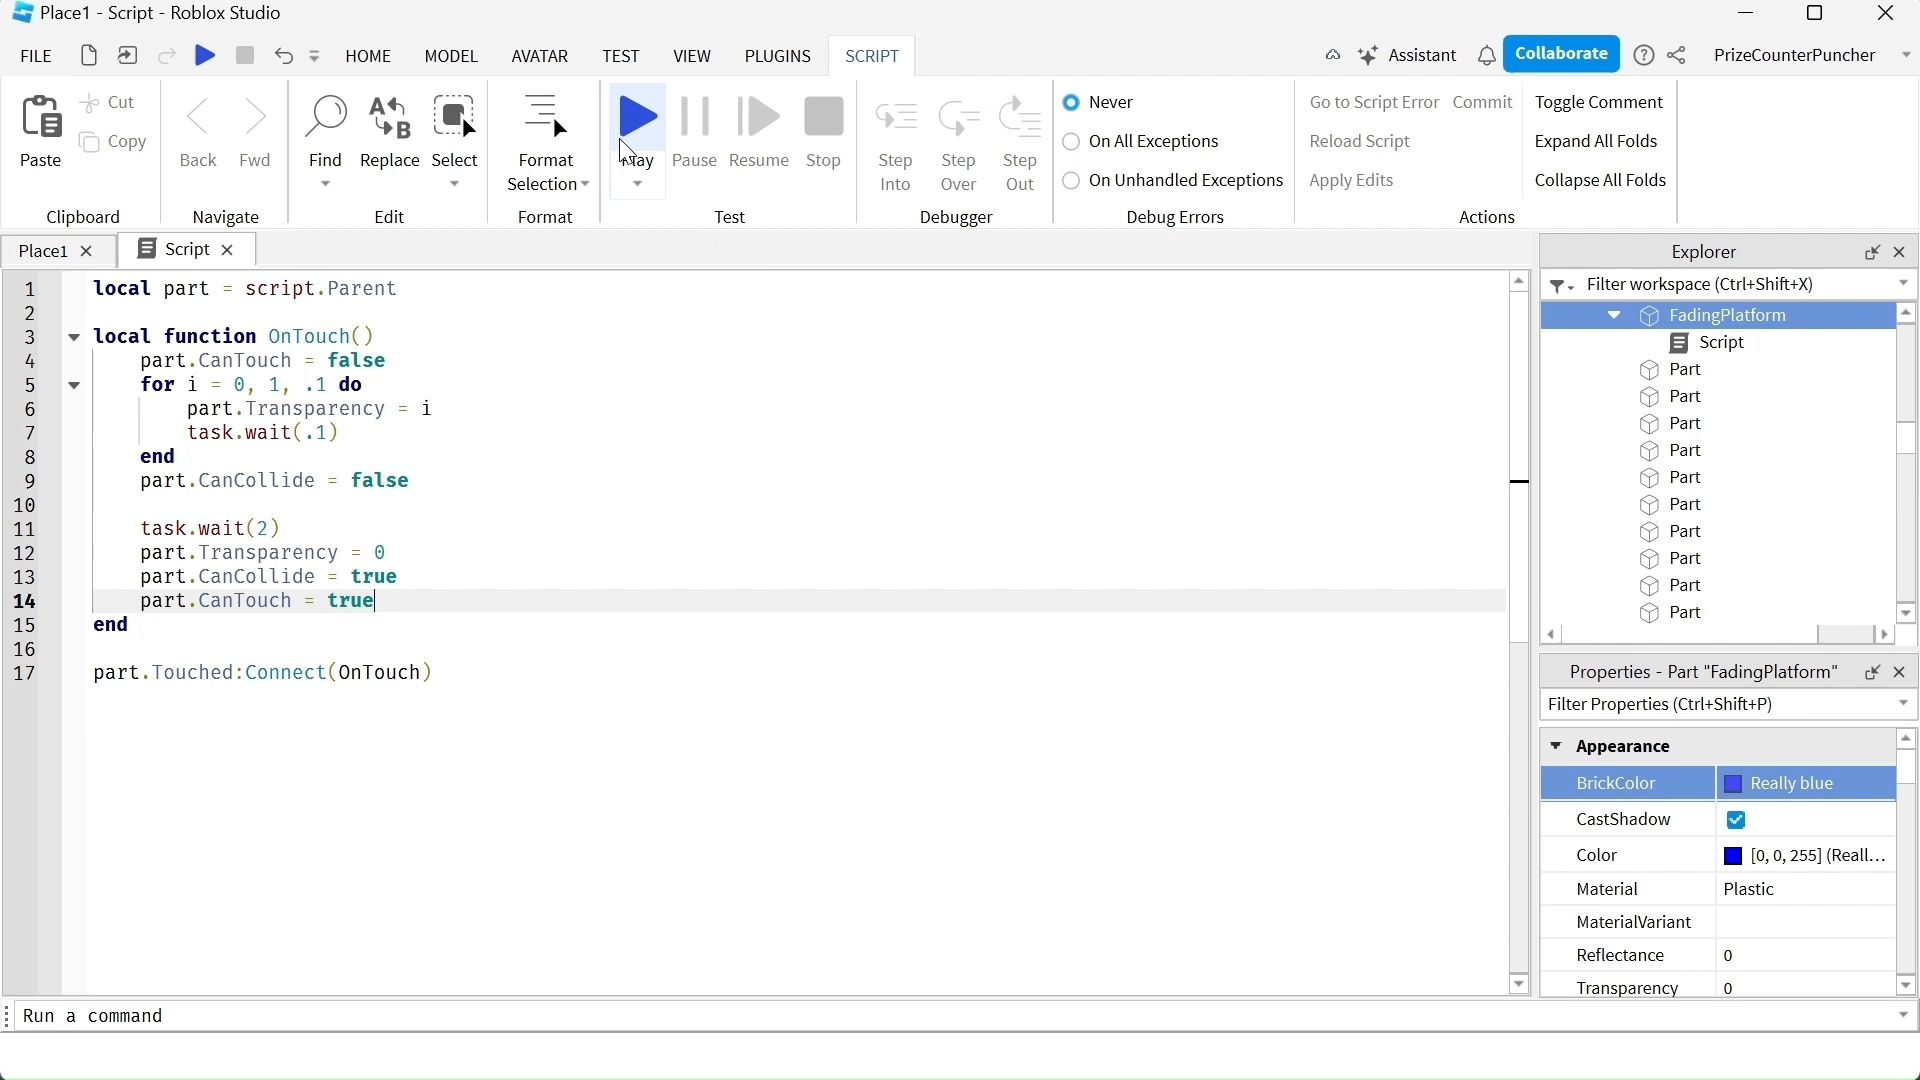 Place1 - Script - Roblox Studio
FILE HOME MODEL AVATAR TEST VIEW PLUGINS SCRIPT Assistant Collaborate PrizeCounterPuncher
Paste Cut Copy
Clipboard
Back Fwd
Navigate
Find Replace Select
Edit
Format Selection
Format
Play Pause Resume Stop
Test
Step Into Step Over Step Out
Debugger
Never
On All Exceptions
On Unhandled Exceptions
Debug Errors
Go to Script Error Commit Toggle Comment
Reload Script Expand All Folds
Apply Edits Collapse All Folds
Actions
Place1 Script
1 local part = script.Parent
2
3 local function OnTouch()
4 part.CanTouch = false
5 for i = 0, 1, .1 do
6 part.Transparency = i
7 task.wait(.1)
8 end
9 part.CanCollide = false
10
11 task.wait(2)
12 part.Transparency = 0
13 part.CanCollide = true
14 part.CanTouch = true
15 end
16
17 part.Touched:Connect(OnTouch)
Explorer
Filter workspace (Ctrl+Shift+X)
FadingPlatform
Script
Part
Part
Part
Part
Part
Part
Part
Part
Part
Part
Properties - Part "FadingPlatform"
Filter Properties (Ctrl+Shift+P)
Appearance
BrickColor Really blue
CastShadow
Color [0, 0, 255] (Reall...
Material Plastic
MaterialVariant
Reflectance 0
Transparency 0
Run a command